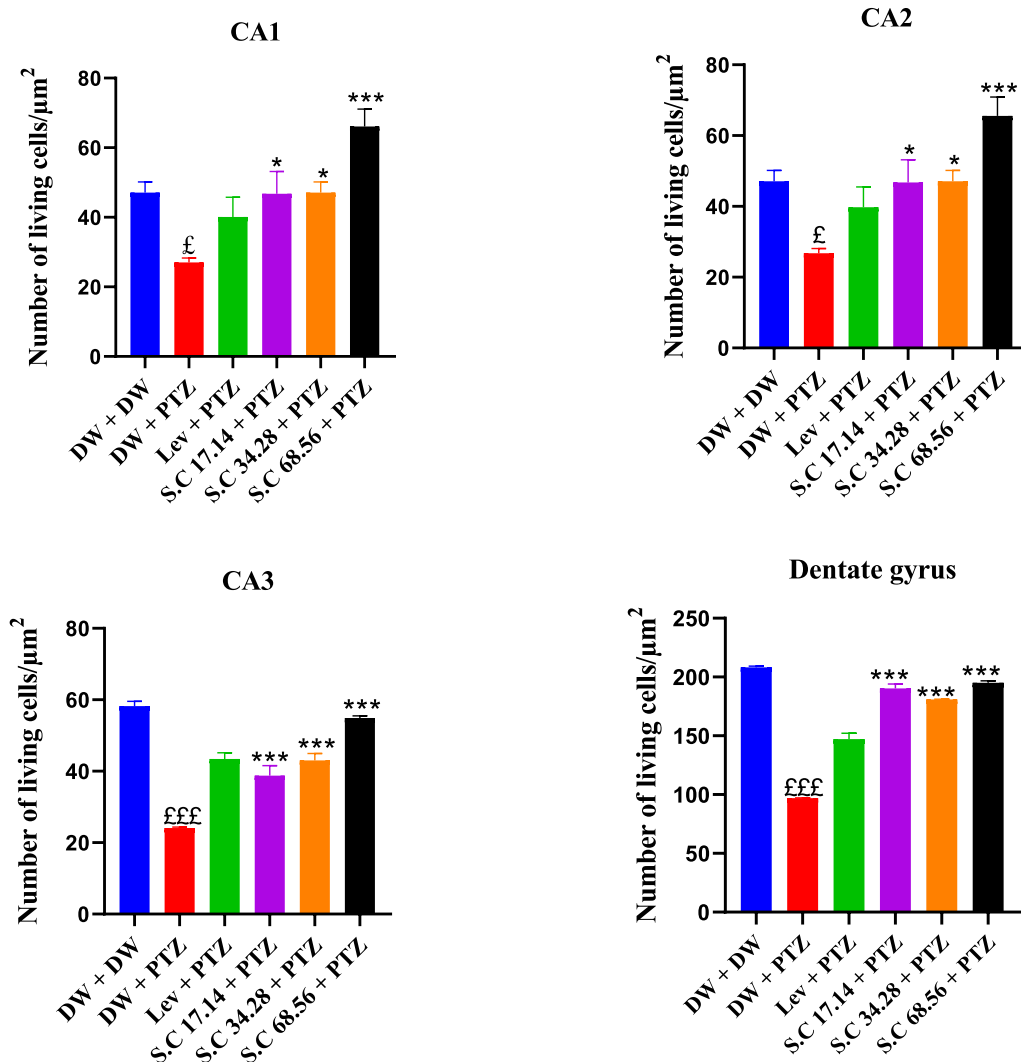 CA1
Number of living cells/μm²
80
60
40
20
0
£
*
*
***
DW + DW
DW + PTZ
Lev + PTZ
S.C 17.14 + PTZ
S.C 34.28 + PTZ
S.C 68.56 + PTZ
CA2
Number of living cells/μm²
80
60
40
20
0
£
*
*
***
DW + DW
DW + PTZ
Lev + PTZ
S.C 17.14 + PTZ
S.C 34.28 + PTZ
S.C 68.56 + PTZ
CA3
Number of living cells/μm²
80
60
40
20
0
£££
***
***
***
DW + DW
DW + PTZ
Lev + PTZ
S.C 17.14 + PTZ
S.C 34.28 + PTZ
S.C 68.56 + PTZ
Dentate gyrus
Number of living cells/μm²
250
200
150
100
50
0
£££
***
***
***
DW + DW
DW + PTZ
Lev + PTZ
S.C 17.14 + PTZ
S.C 34.28 + PTZ
S.C 68.56 + PTZ